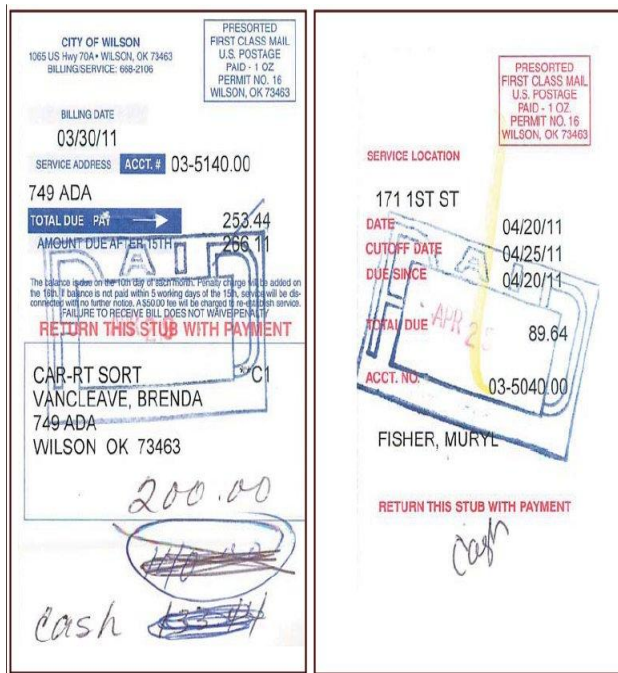 CITY OF WILSON
1065 US Hwy 70A • WILSON, OK 73463
BILLING/SERVICE: 668-2106
PRESORTED
FIRST CLASS MAIL
U.S. POSTAGE
PAID - 1 OZ
PERMIT NO. 16
WILSON, OK 73463
BILLING DATE
03/30/11
SERVICE ADDRESS ACCT. # 03-5140.00
749 ADA
TOTAL DUE PAY 253.44
AMOUNT DUE AFTER 15TH 266.11
PAID
The balance is due on the 10th day of each month. Penalty charge will be added on
the 16th. If balance is not paid within 5 working days of the 15th, service will be dis-
connected with no further notice. A $50.00 fee will be charged to re-establish service.
FAILURE TO RECEIVE BILL DOES NOT WAIVE PENALTY
RETURN THIS STUB WITH PAYMENT
CAR-RT SORT **C1
VANCLEAVE, BRENDA
749 ADA
WILSON OK 73463
200.00
cash
PRESORTED
FIRST CLASS MAIL
U.S. POSTAGE
PAID - 1 OZ.
PERMIT NO. 16
WILSON, OK 73463
SERVICE LOCATION
171 1ST ST
DATE 04/20/11
CUTOFF DATE 04/25/11
DUE SINCE 04/20/11
PAID
APR 25
TOTAL DUE 89.64
ACCT. NO. 03-5040.00
FISHER, MURYL
RETURN THIS STUB WITH PAYMENT
Cash